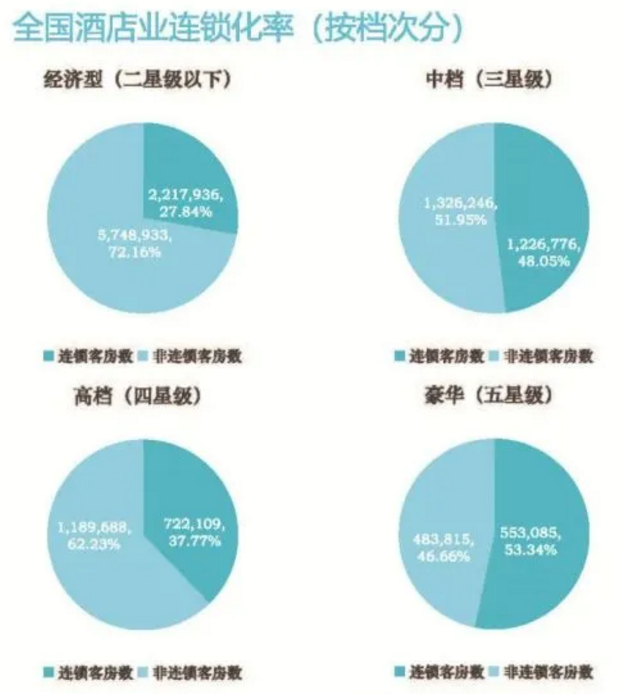 全国酒店业连锁化率（按档次分）
经济型（二星级以下）
2,217,936,
27.84%
5,748,933,
72.16%
连锁客房数 非连锁客房数
中档（三星级）
1,326,246,
51.95%
1,226,776,
48.05%
连锁客房数 非连锁客房数
高档（四星级）
1,189,688,
62.23%
722,109,
37.77%
连锁客房数 非连锁客房数
豪华（五星级）
483,815,
46.66%
553,085,
53.34%
连锁客房数 非连锁客房数